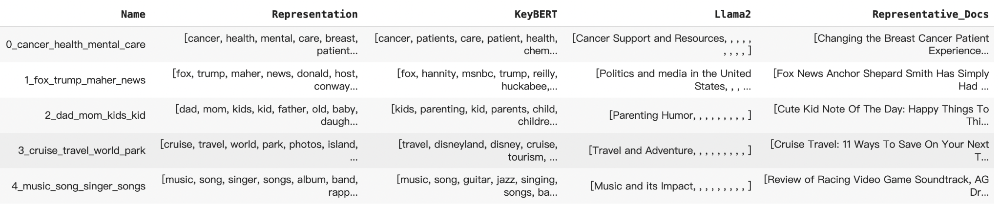 Name Representation KeyBERT Llama2 Representative_Docs
0_cancer_health_mental_care [cancer, health, mental, care, breast, patient... [cancer, patients, care, patient, health, chem... [Cancer Support and Resources, , , , , , , , , ] [Changing the Breast Cancer Patient Experience...
1_fox_trump_maher_news [fox, trump, maher, news, donald, host, conway... [fox, hannity, msnbc, trump, reilly, huckabee,... [Politics and media in the United States, , , ... [Fox News Anchor Shepard Smith Has Simply Had ...
2_dad_mom_kids_kid [dad, mom, kids, kid, father, old, baby, daugh... [kids, parenting, kid, parents, child, childre... [Parenting Humor, , , , , , , , , ] [Cute Kid Note Of The Day: Happy Things To Thi...
3_cruise_travel_world_park [cruise, travel, world, park, photos, island, ... [travel, disneyland, disney, cruise, tourism, ... [Travel and Adventure, , , , , , , , , ] [Cruise Travel: 11 Ways To Save On Your Next T...
4_music_song_singer_songs [music, song, singer, songs, album, band, rapp... [music, song, guitar, jazz, singing, songs, ba... [Music and its Impact, , , , , , , , , ] [Review of Racing Video Game Soundtrack, AG Dr...